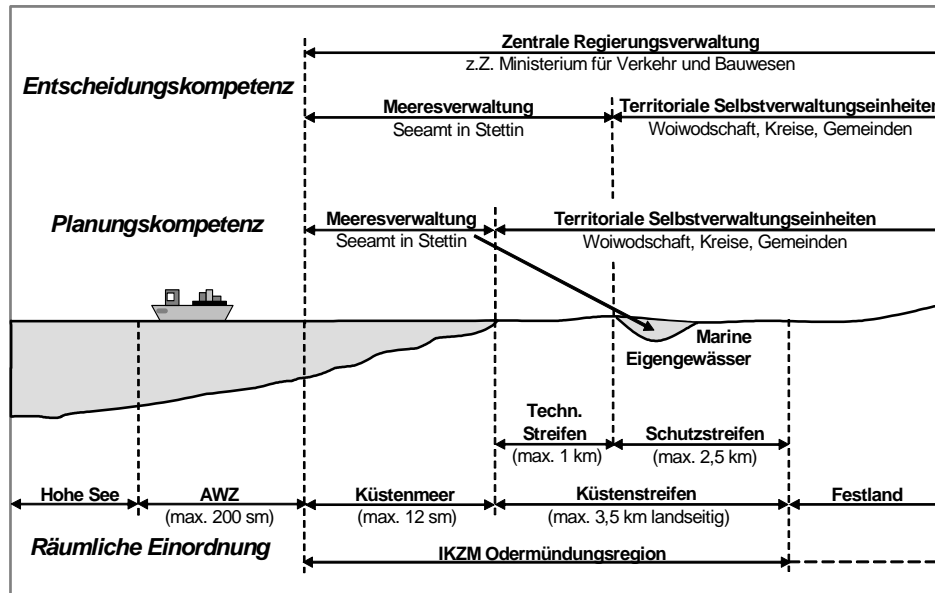 Zentrale Regierungsverwaltung
z.Z. Ministerium für Verkehr und Bauwesen
Entscheidungskompetenz
Meeresverwaltung
Seeamt in Stettin
Territoriale Selbstverwaltungseinheiten
Woiwodschaft, Kreise, Gemeinden
Planungskompetenz
Meeresverwaltung
Seeamt in Stettin
Territoriale Selbstverwaltungseinheiten
Woiwodschaft, Kreise, Gemeinden
Marine
Eigengewässer
Techn.
Streifen
(max. 1 km)
Schutzstreifen
(max. 2,5 km)
Hohe See
AWZ
(max. 200 sm)
Küstenmeer
(max. 12 sm)
Küstenstreifen
(max. 3,5 km landseitig)
Festland
Räumliche Einordnung
IKZM Odermündungsregion